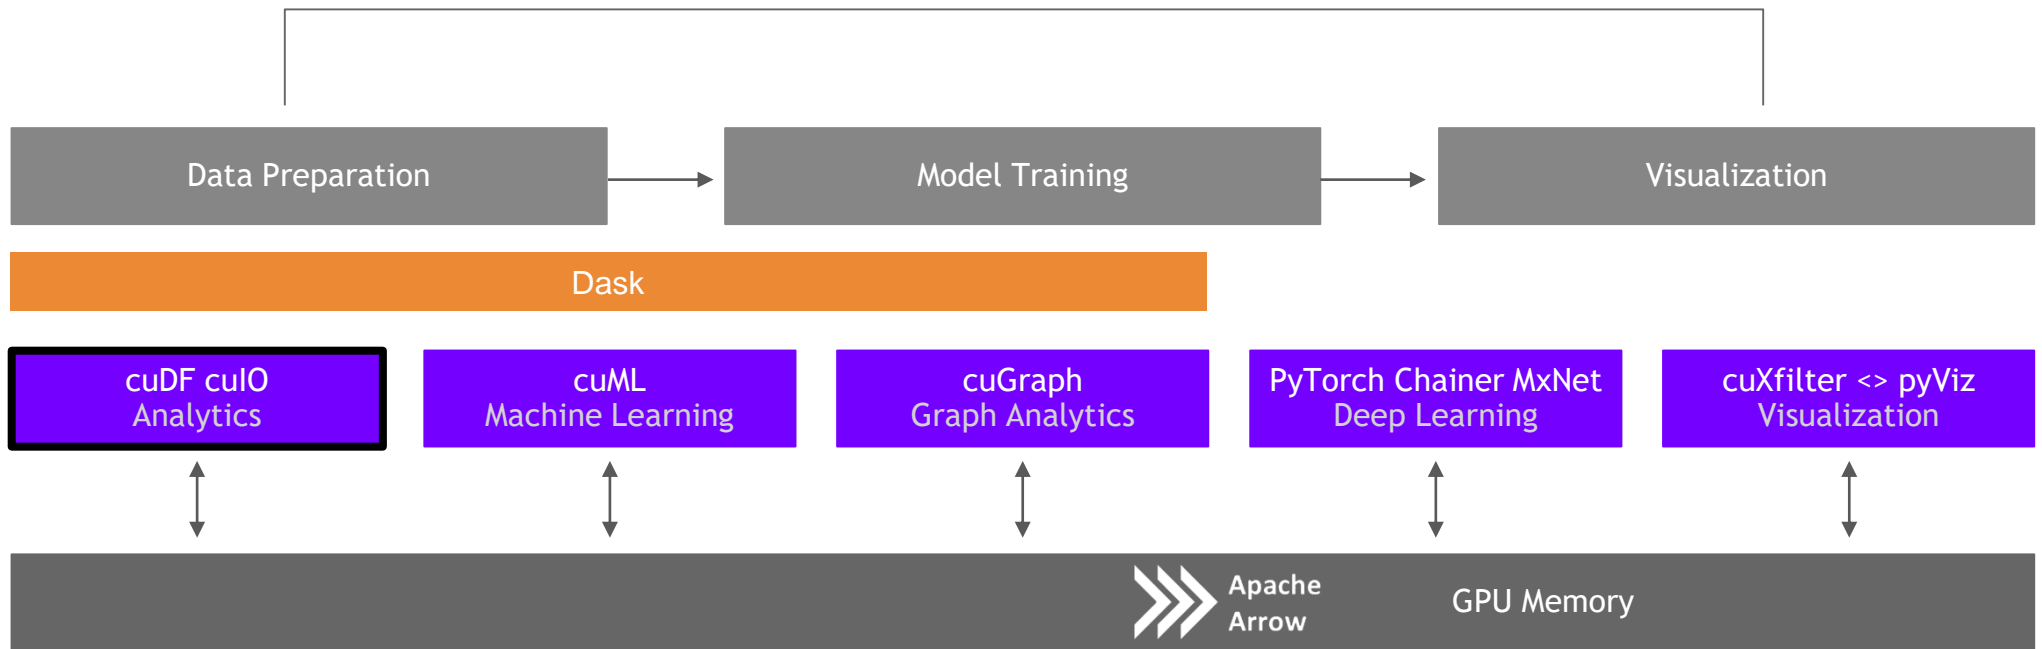 Data Preparation
Model Training
Visualization
Dask
cuDF cuIO
Analytics
cuML
Machine Learning
cuGraph
Graph Analytics
PyTorch Chainer MxNet
Deep Learning
cuXfilter <> pyViz
Visualization
Apache
Arrow
GPU Memory